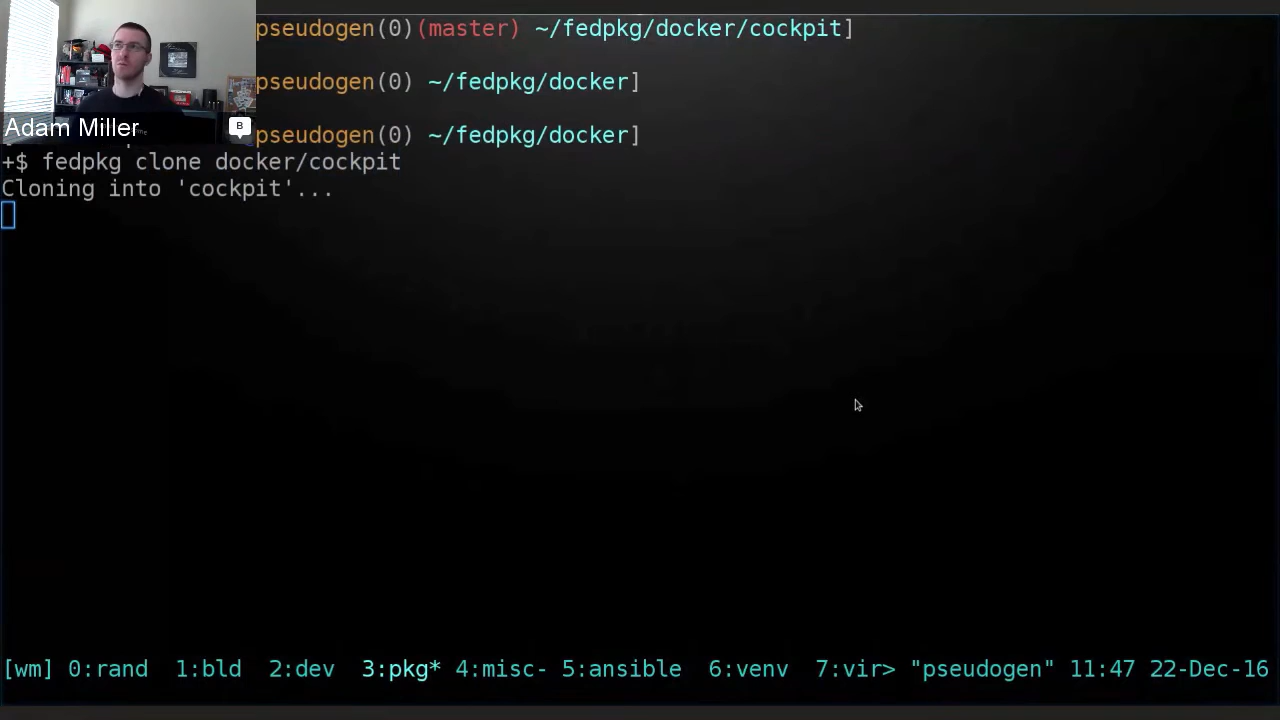 pseudogen(0)(master) ~/fedpkg/docker/cockpit]
pseudogen(0) ~/fedpkg/docker]
Adam Miller
B
pseudogen(0) ~/fedpkg/docker]
+$ fedpkg clone docker/cockpit
Cloning into 'cockpit'...
[wm] 0:rand 1:bld 2:dev 3:pkg* 4:misc- 5:ansible 6:venv 7:vir> "pseudogen" 11:47 22-Dec-16